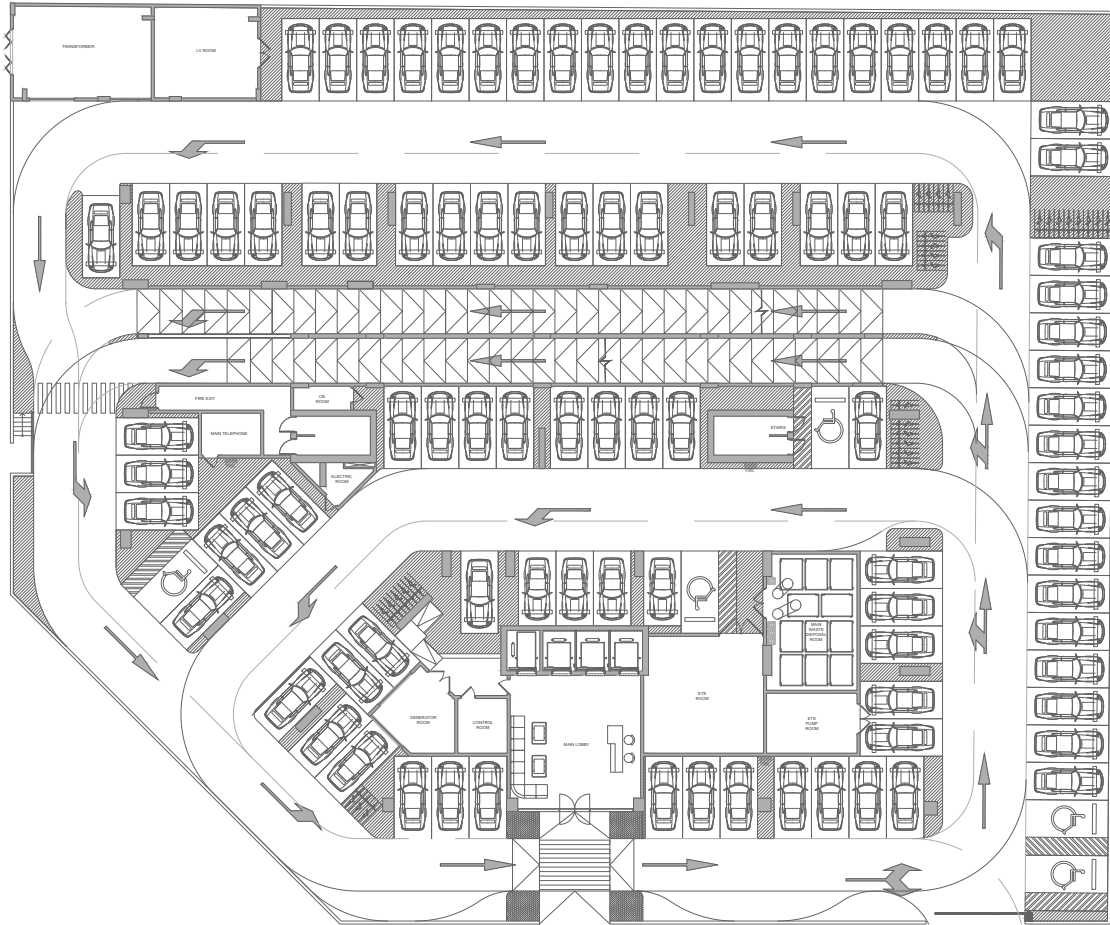 TRANSFORMER
LV ROOM
FIRE EXIT
CB
ROOM
MAIN TELEPHONE
STAIRS
ELECTRIC
ROOM
MAIN
WASTE
DISPOSAL
ROOM
ETS
ROOM
GENERATOR
ROOM
CONTROL
ROOM
ETS
PUMP
ROOM
MAIN LOBBY